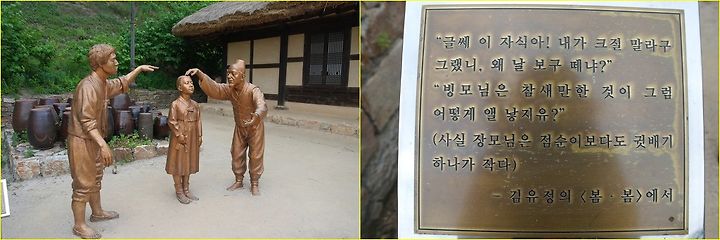 “글쎄 이 자식아! 내가 크질 말라구
그랬니, 왜 날 보구 떼냐?”
“빙모님은 참새만한 것이 그럼
어떻게 앨 낳지유?”
(사실 장모님은 점순이보다도 귓배기
하나가 작다)
- 김유정의 〈봄·봄〉에서